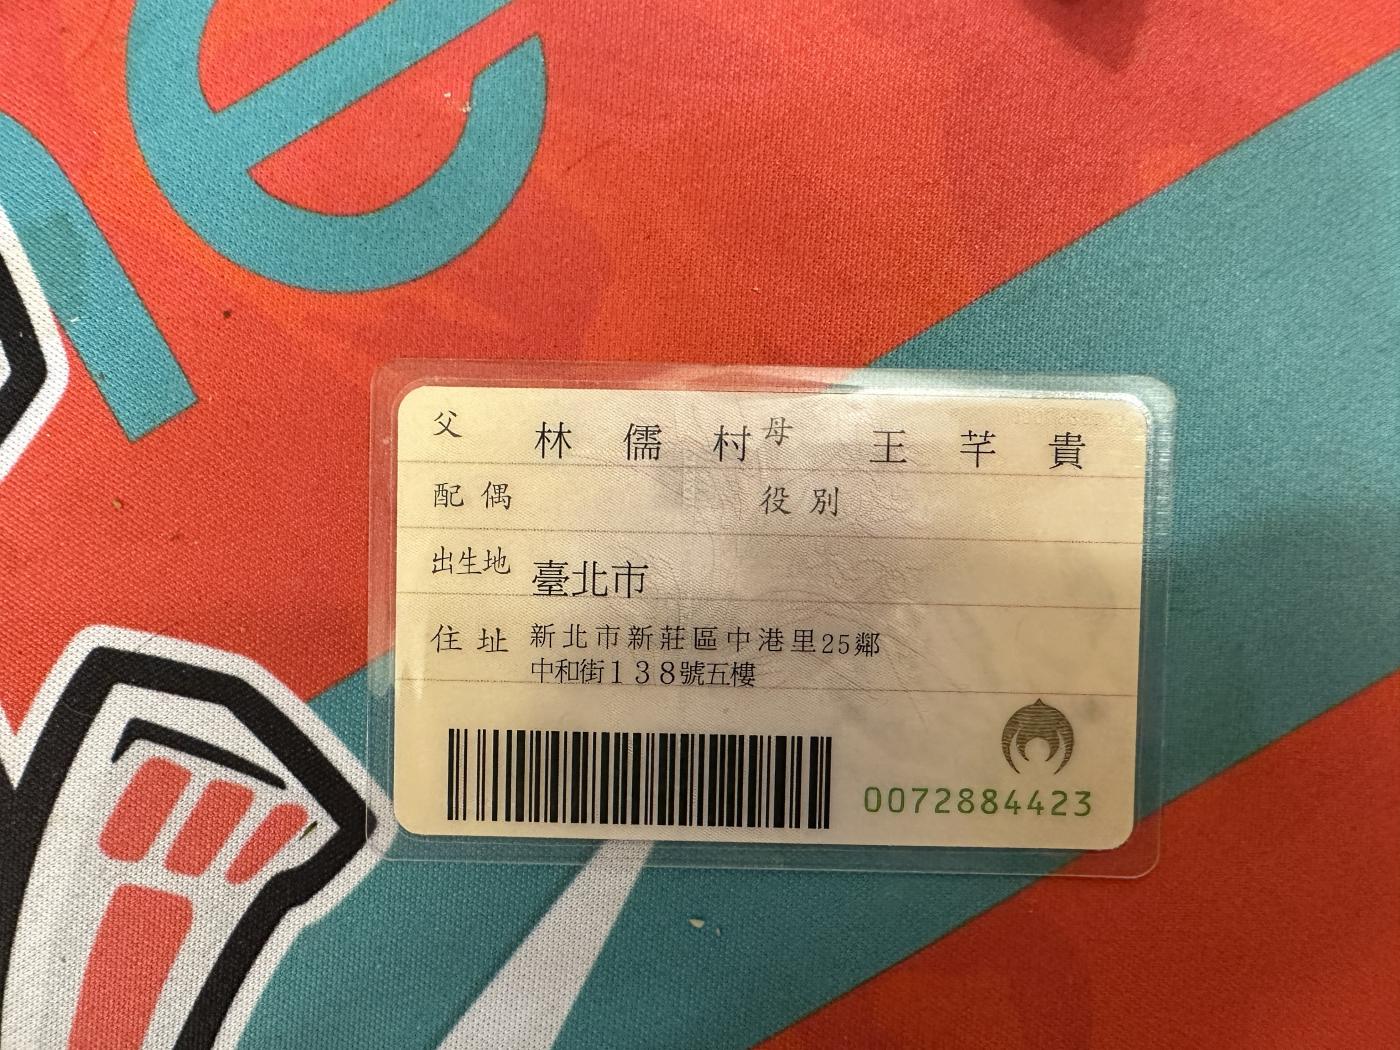 ne
父 林儒村 母 王芊貴
配偶 役別
出生地 臺北市
住址 新北市新莊區中港里25鄰
中和街138號五樓
0072884423